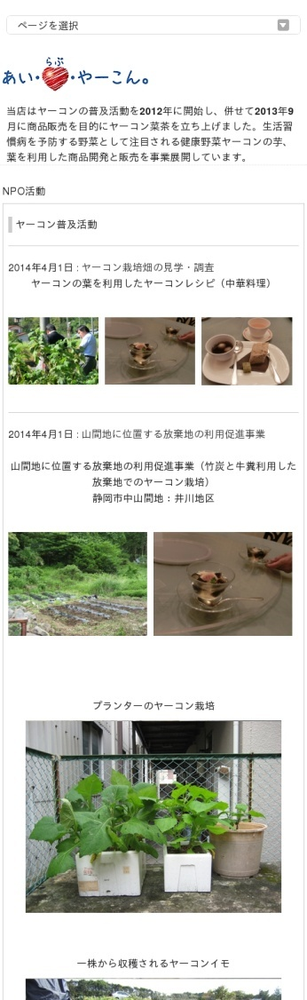 ページを選択
らぶ
あい・・やーこん。
当店はヤーコンの普及活動を2012年に開始し、併せて2013年9
月に商品販売を目的にヤーコン菜茶を立ち上げました。生活習
慣病を予防する野菜として注目される健康野菜ヤーコンの芋、
葉を利用した商品開発と販売を事業展開しています。
NPO活動
ヤーコン普及活動
2014年4月1日 : ヤーコン栽培畑の見学・調査
ヤーコンの葉を利用したヤーコンレシピ（中華料理）
2014年4月1日 : 山間地に位置する放棄地の利用促進事業
山間地に位置する放棄地の利用促進事業（竹炭と牛糞利用した
放棄地でのヤーコン栽培）
静岡市中山間地：井川地区
プランターのヤーコン栽培
一株から収穫されるヤーコンイモ